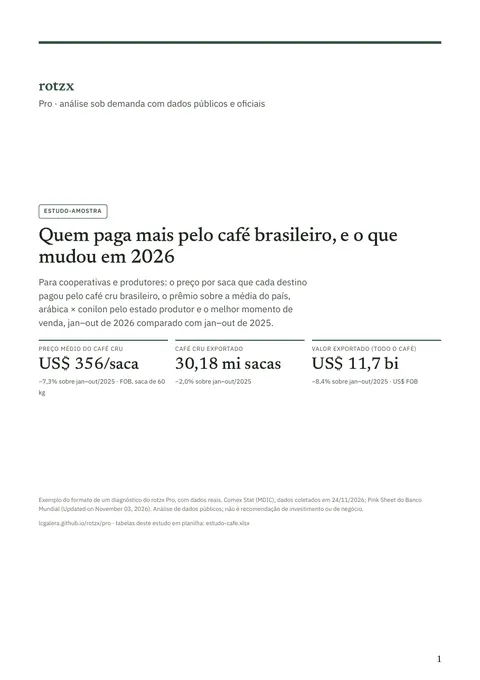 rotzx
Pro · análise sob demanda com dados públicos e oficiais
ESTUDO-AMOSTRA
Quem paga mais pelo café brasileiro, e o que
mudou em 2026
Para cooperativas e produtores: o preço por saca que cada destino
pagou pelo café cru brasileiro, o prêmio sobre a média do país,
arábica × conilon pelo estado produtor e o melhor momento de
venda, jan–out de 2026 comparado com jan–out de 2025.
PREÇO MÉDIO DO CAFÉ CRU
US$ 356/saca
−7,3% sobre jan–out/2025 · FOB, saca de 60
kg
CAFÉ CRU EXPORTADO
30,18 mi sacas
−2,0% sobre jan–out/2025
VALOR EXPORTADO (TODO O CAFÉ)
US$ 11,7 bi
−8,4% sobre jan–out/2025 · US$ FOB
Exemplo do formato de um diagnóstico do rotzx Pro, com dados reais. Comex Stat (MDIC), dados coletados em 24/11/2026; Pink Sheet do Banco
Mundial (Updated on November 03, 2026). Análise de dados públicos; não é recomendação de investimento ou de negócio.
lcgalera.github.io/rotzx/pro · tabelas deste estudo em planilha: estudo-cafe.xlsx
1